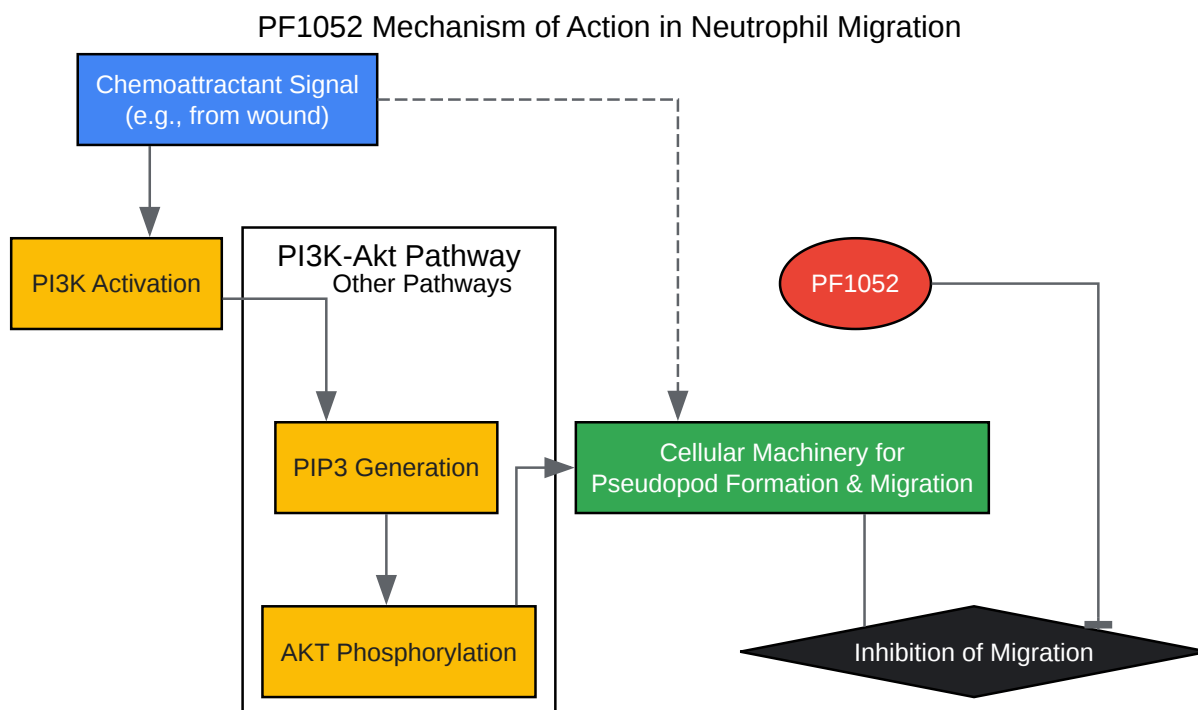 PF1052 Mechanism of Action in Neutrophil Migration
Chemoattractant Signal
(e.g., from wound)
PI3K Activation
PI3K-Akt Pathway
Other Pathways
PF1052
PIP3 Generation
Cellular Machinery for
Pseudopod Formation & Migration
AKT Phosphorylation
Inhibition of Migration